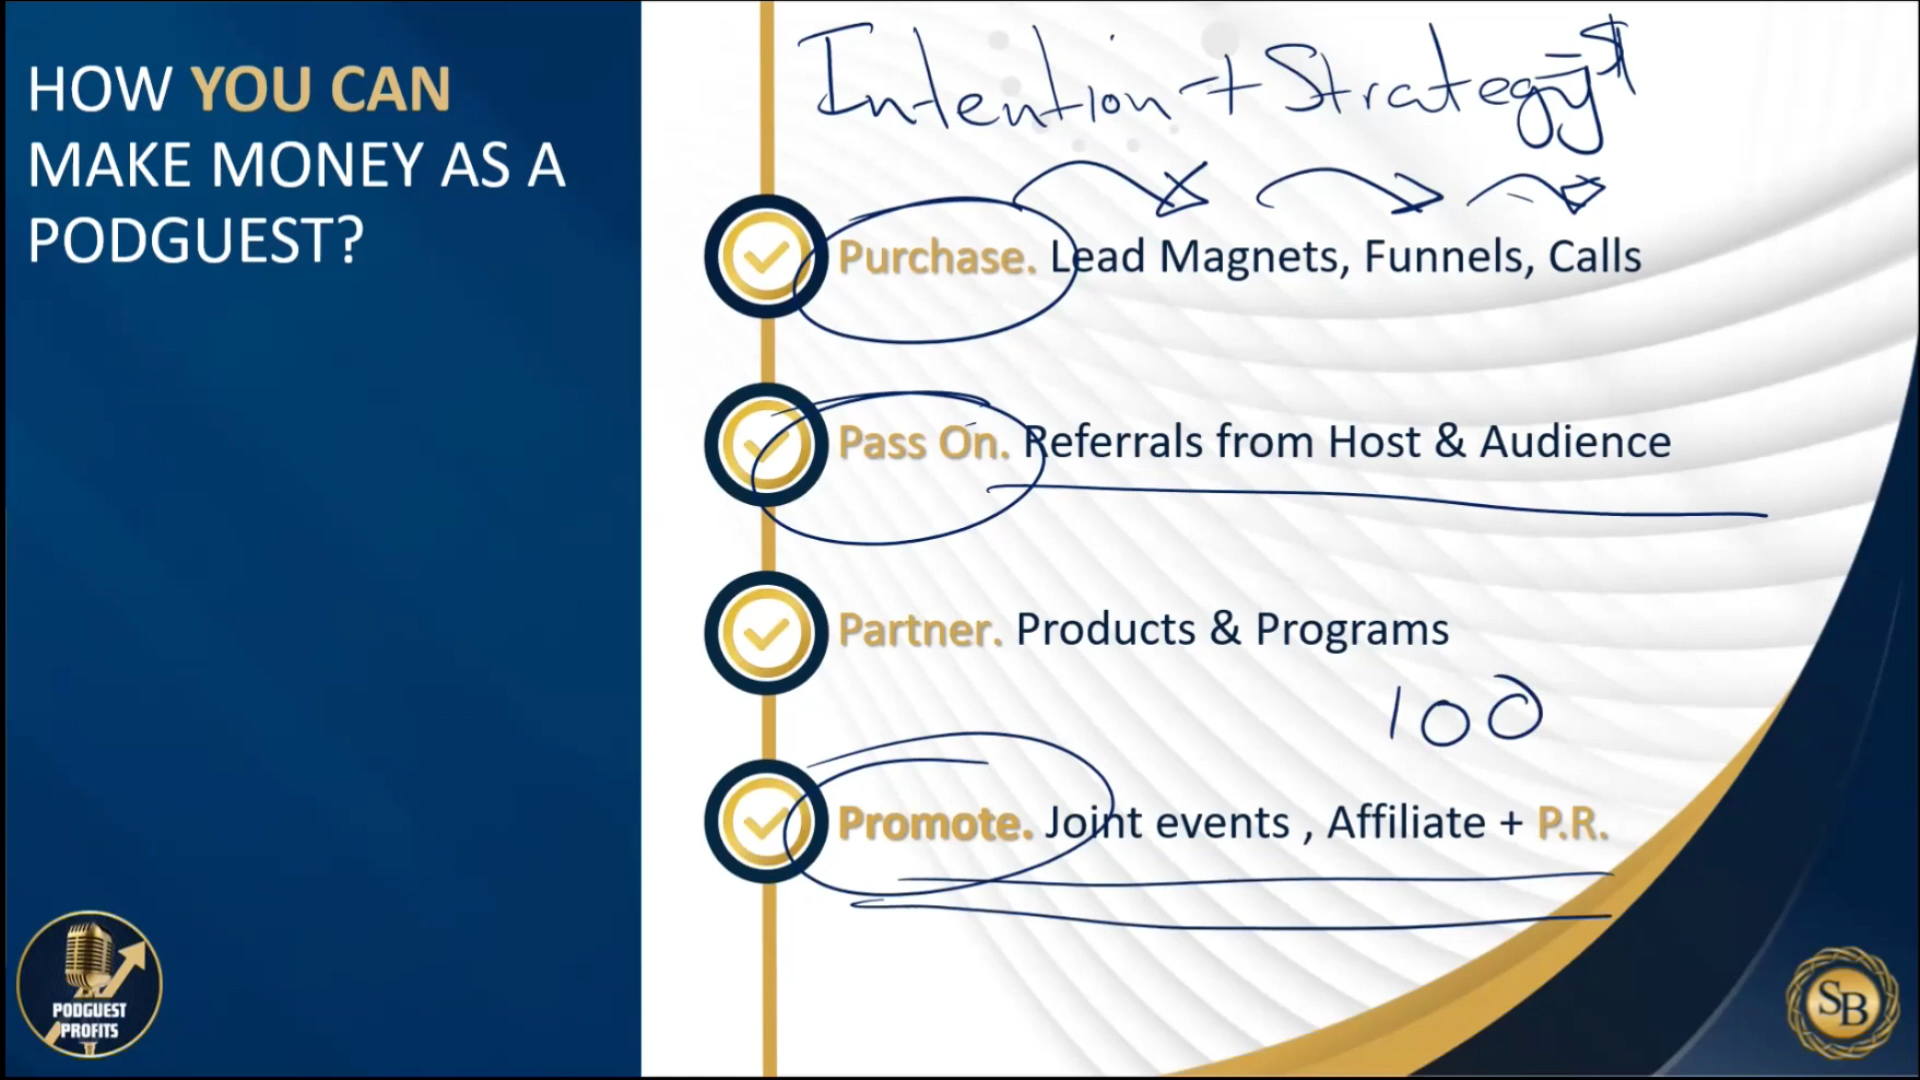 HOW YOU CAN
MAKE MONEY AS A
PODGUEST?
Intention + Strategy $
Purchase. Lead Magnets, Funnels, Calls
Pass On. Referrals from Host & Audience
Partner. Products & Programs
100
Promote. Joint events , Affiliate + P.R.
PODGUEST
PROFITS
SB